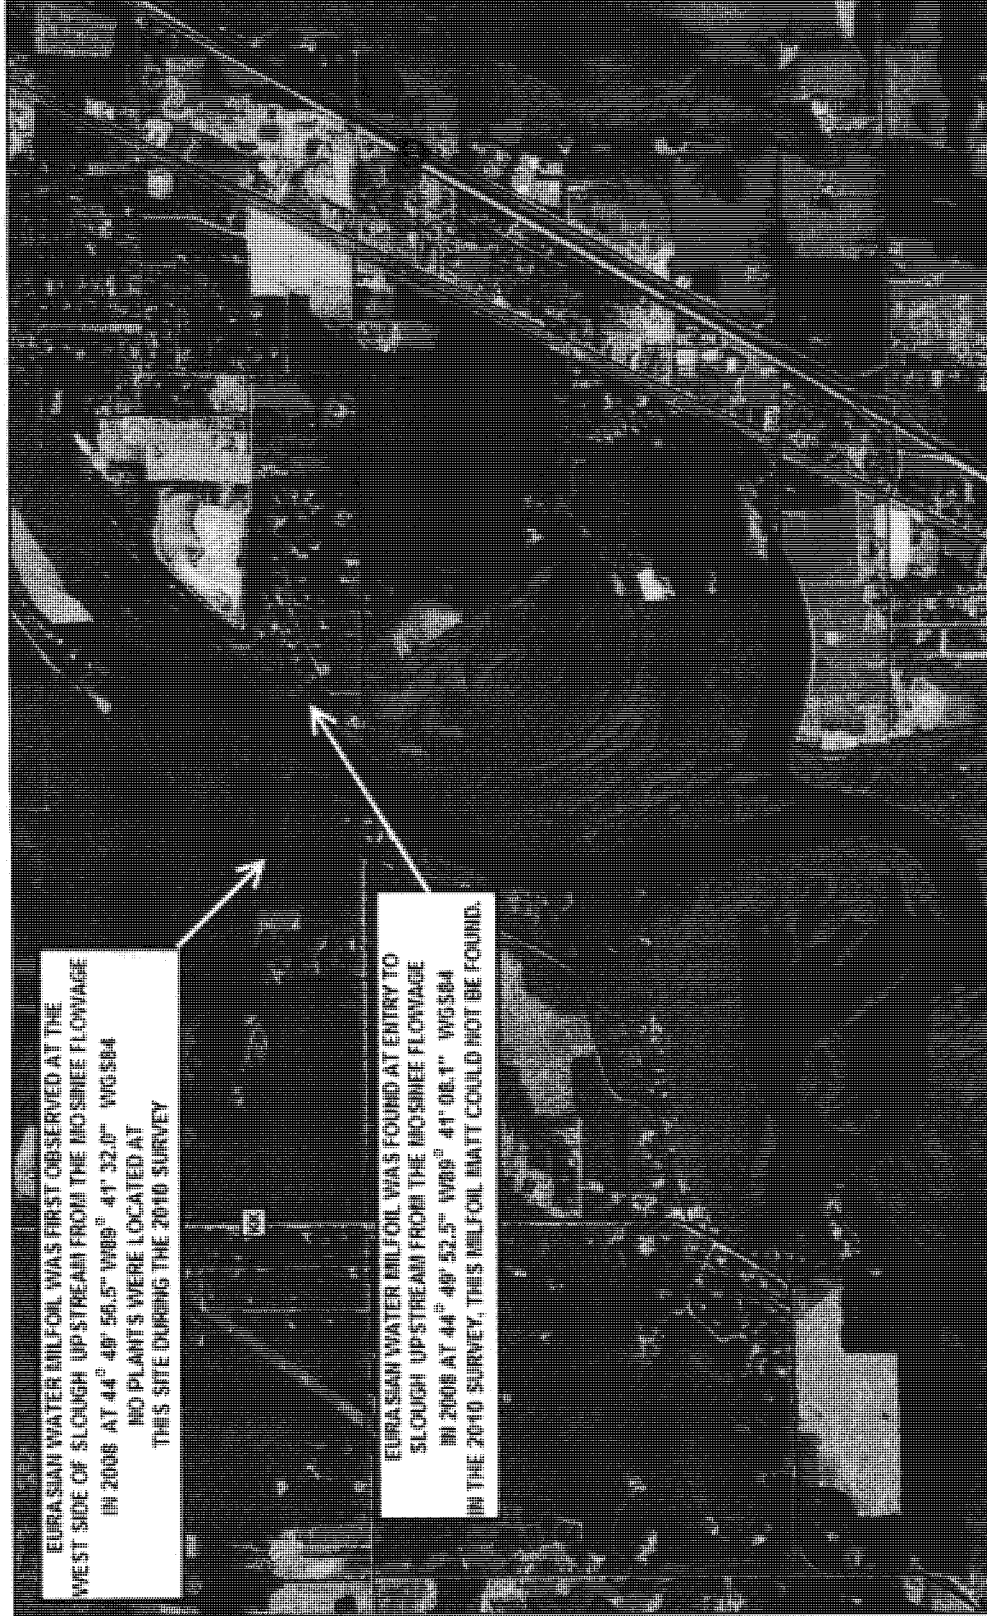 EURASIAN WATER MILFOIL WAS FIRST OBSERVED AT THE
WEST SIDE OF SLOUGH UPSTREAM FROM THE MOSINEE FLOWAGE
IN 2008 AT 44° 49' 56.5" W89° 41' 32.0" WGS84
NO PLANTS WERE LOCATED AT
THIS SITE DURING THE 2010 SURVEY
EURASIAN WATER MILFOIL WAS FOUND AT ENTRY TO
SLOUGH UPSTREAM FROM THE MOSINEE FLOWAGE
IN 2008 AT 44° 49' 52.5" W89° 41' 08.1" WGS84
IN THE 2010 SURVEY, THIS MILFOIL MATT COULD NOT BE FOUND.